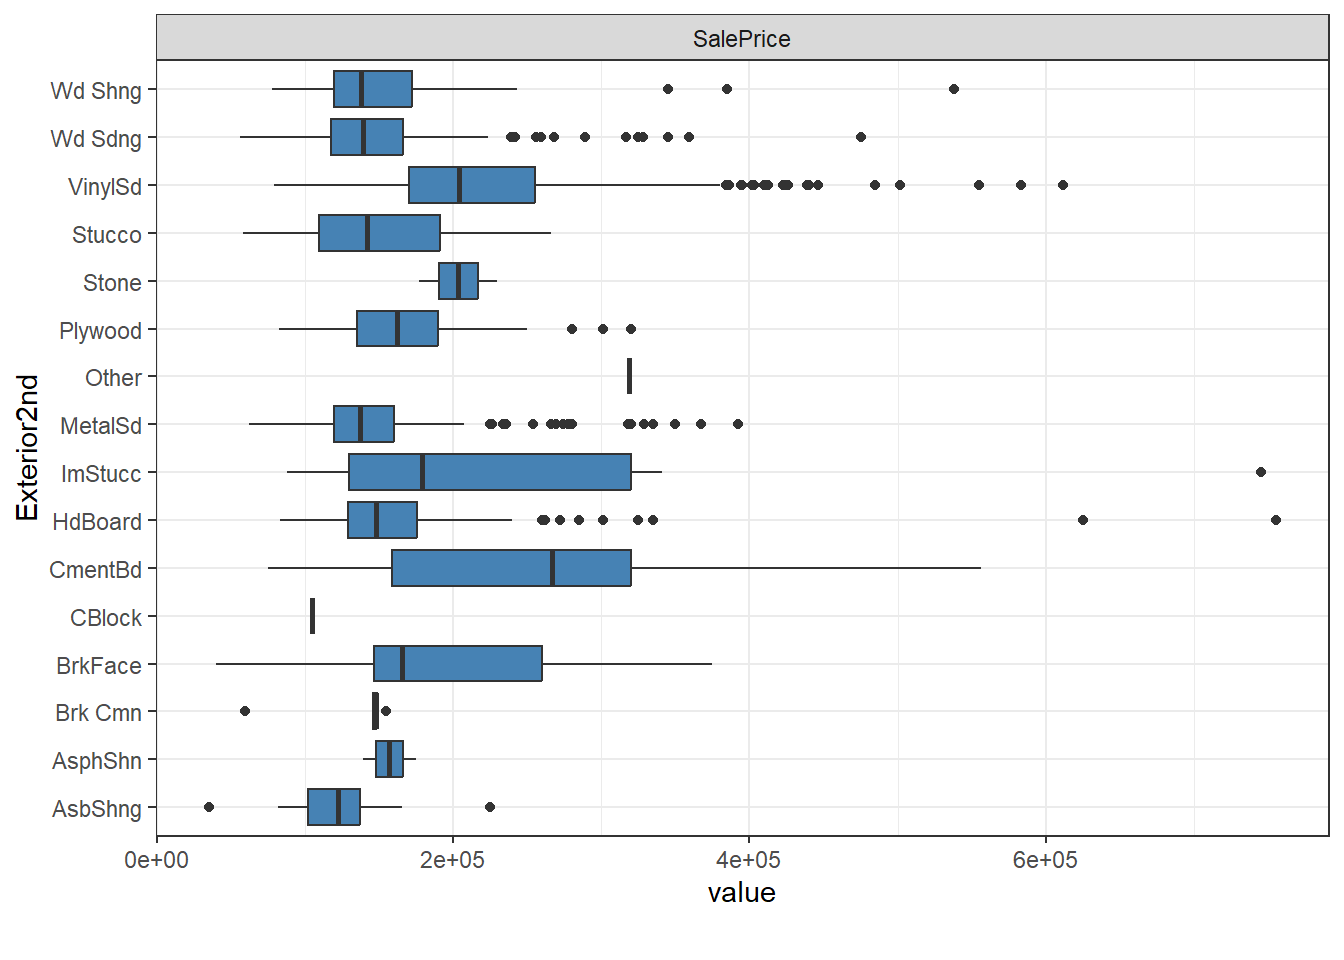 SalePrice
Wd Shng
Wd Sdng
VinylSd
Stucco
Stone
Plywood
Other
MetalSd
ImStucc
HdBoard
CmentBd
CBlock
BrkFace
Brk Cmn
AsphShn
AsbShng
Exterior2nd
0e+00 2e+05 4e+05 6e+05
value